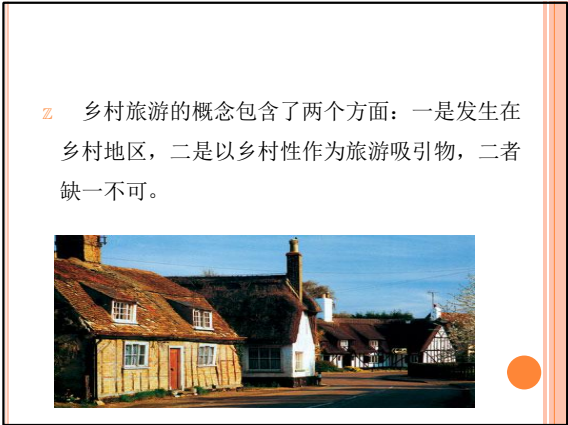 z 乡村旅游的概念包含了两个方面：一是发生在
乡村地区，二是以乡村性作为旅游吸引物，二者
缺一不可。